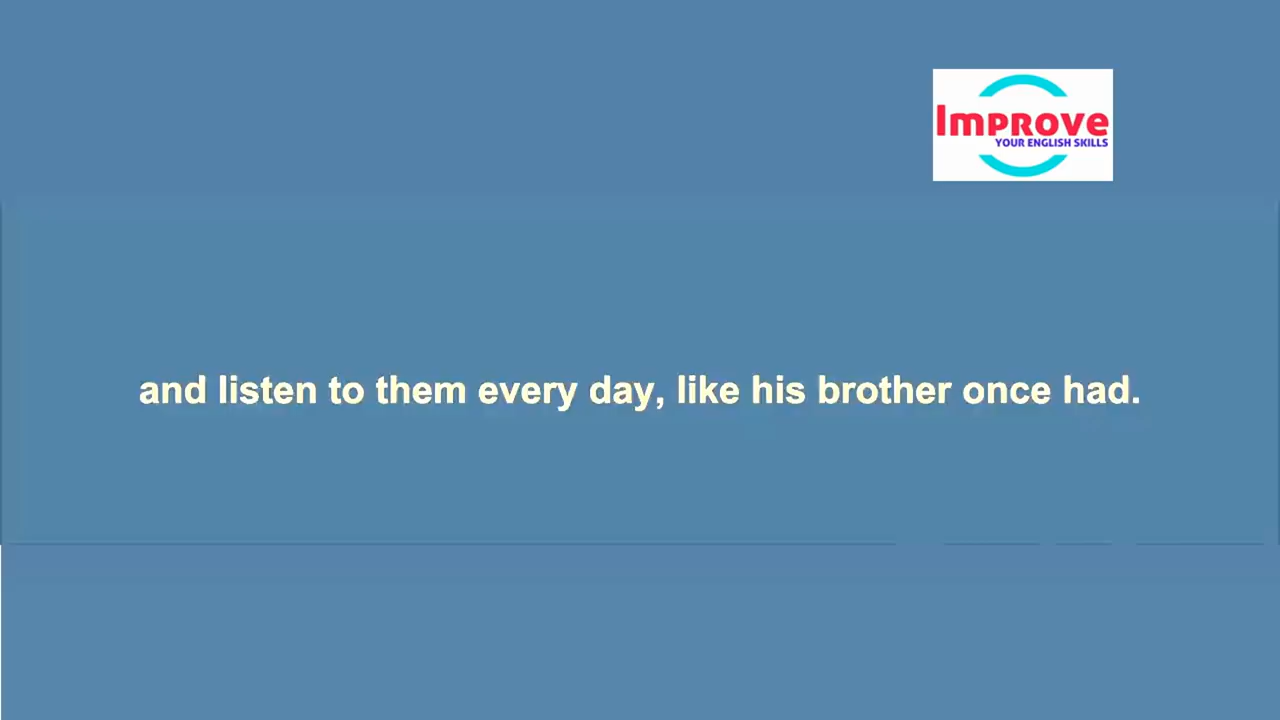 Improve
YOUR ENGLISH SKILLS
and listen to them every day, like his brother once had.